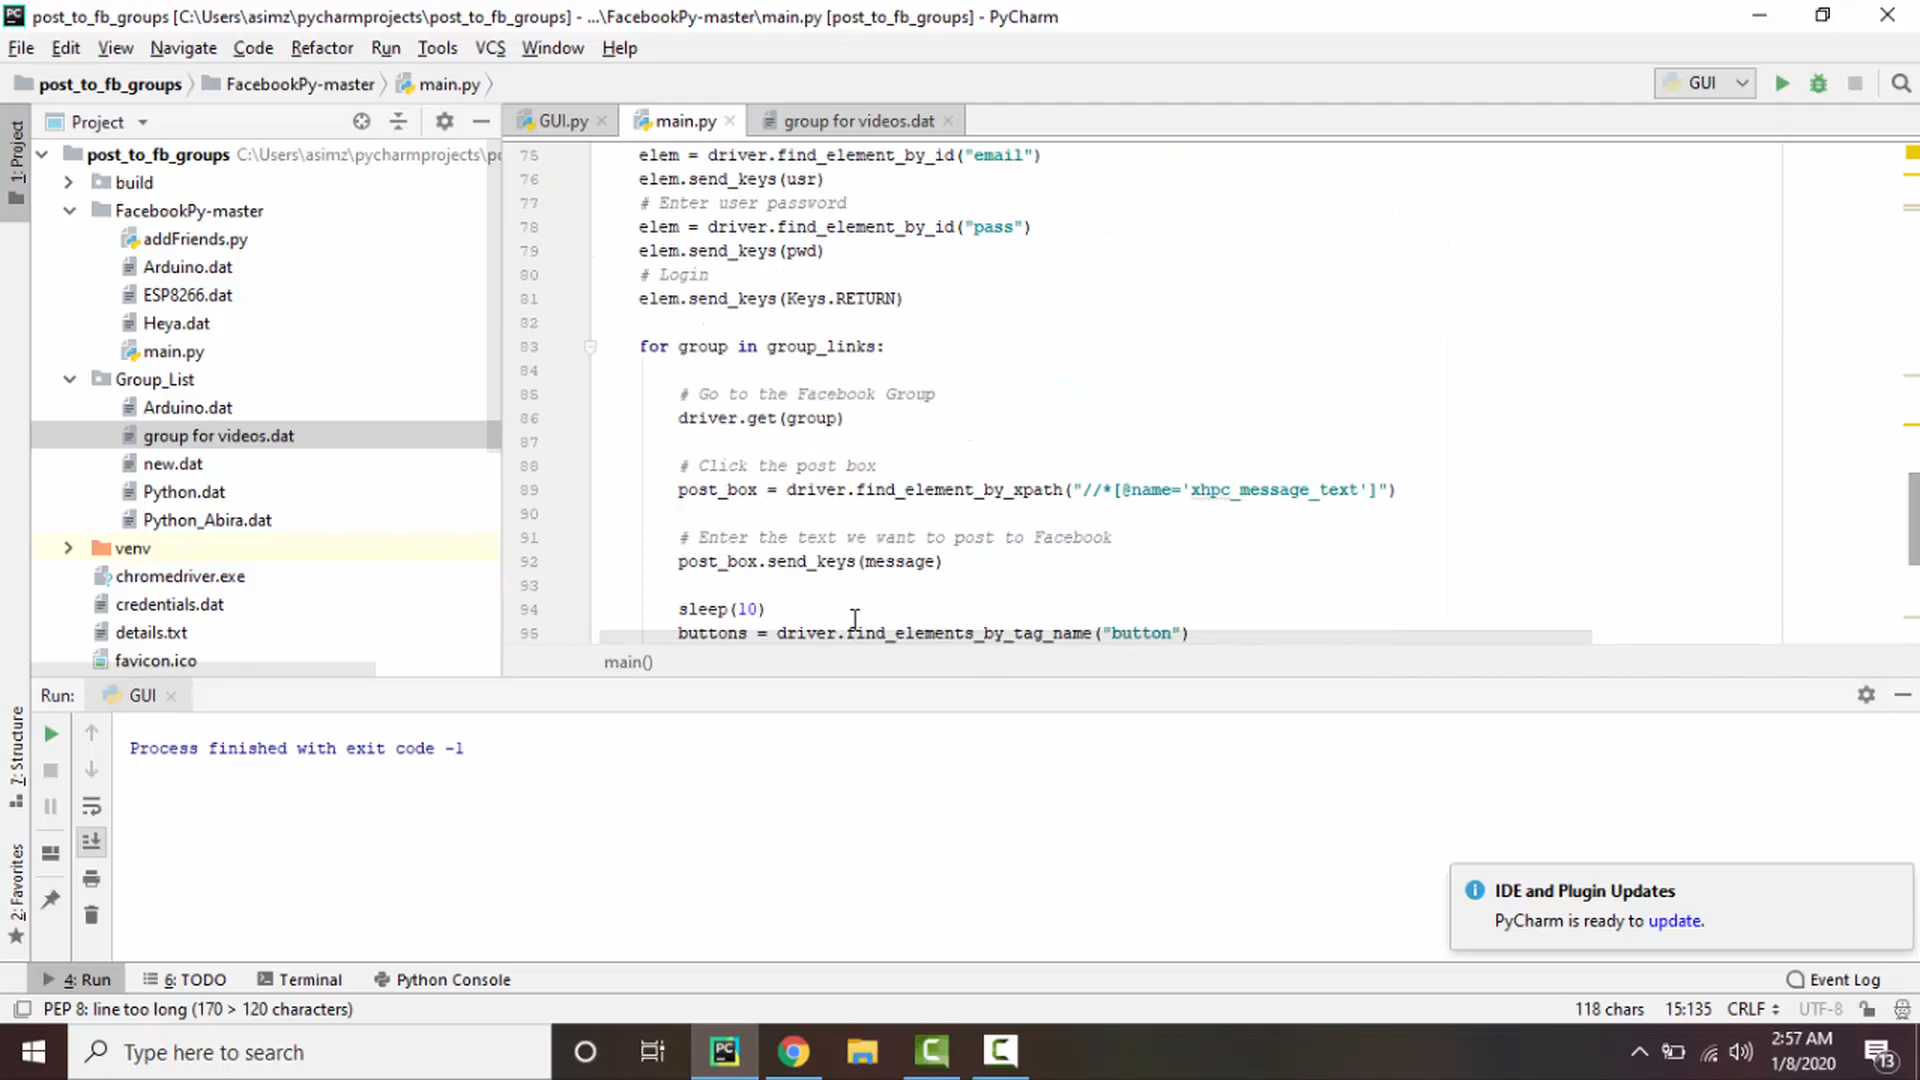 post_to_fb_groups [C:\Users\asimz\pycharmprojects\post_to_fb_groups] - ...\FacebookPy-master\main.py [post_to_fb_groups] - PyCharm
File Edit View Navigate Code Refactor Run Tools VCS Window Help
post_to_fb_groups FacebookPy-master main.py GUI
Project GUI.py main.py group for videos.dat
1: Project
post_to_fb_groups C:\Users\asimz\pycharmprojects\po
build
FacebookPy-master
addFriends.py
Arduino.dat
ESP8266.dat
Heya.dat
main.py
Group_List
Arduino.dat
group for videos.dat
new.dat
Python.dat
Python_Abira.dat
venv
chromedriver.exe
credentials.dat
details.txt
favicon.ico
75 elem = driver.find_element_by_id("email")
76 elem.send_keys(usr)
77 # Enter user password
78 elem = driver.find_element_by_id("pass")
79 elem.send_keys(pwd)
80 # Login
81 elem.send_keys(Keys.RETURN)
82
83 for group in group_links:
84
85 # Go to the Facebook Group
86 driver.get(group)
87
88 # Click the post box
89 post_box = driver.find_element_by_xpath("//*[@name='xhpc_message_text']")
90
91 # Enter the text we want to post to Facebook
92 post_box.send_keys(message)
93
94 sleep(10)
95 buttons = driver.find_elements_by_tag_name("button")
main()
Run: GUI
Process finished with exit code -1
7: Structure
2: Favorites
IDE and Plugin Updates
PyCharm is ready to update.
4: Run 6: TODO Terminal Python Console Event Log
PEP 8: line too long (170 > 120 characters) 118 chars 15:135 CRLF UTF-8
Type here to search
2:57 AM
1/8/2020
13